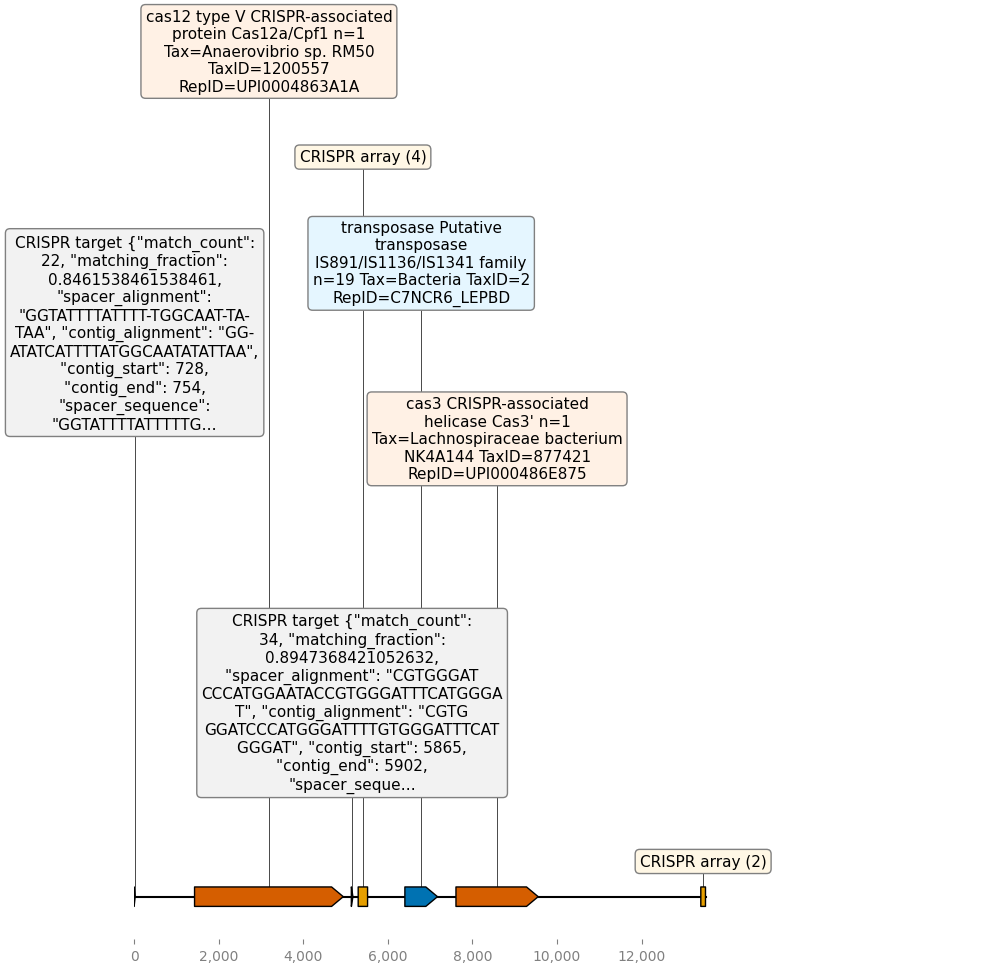 cas12 type V CRISPR-associated
protein Cas12a/Cpf1 n=1
Tax=Anaerovibrio sp. RM50
TaxID=1200557
RepID=UPI0004863A1A
CRISPR array (4)
transposase Putative
transposase
IS891/IS1136/IS1341 family
n=19 Tax=Bacteria TaxID=2
RepID=C7NCR6_LEPBD
CRISPR target {"match_count":
22, "matching_fraction":
0.8461538461538461,
"spacer_alignment":
"GGTATTTTATTTT-TGGCAAT-TA-
TAA", "contig_alignment": "GG-
ATATCATTTTATGGCAATATATTAA",
"contig_start": 728,
"contig_end": 754,
"spacer_sequence":
"GGTATTTTATTTTTG...
cas3 CRISPR-associated
helicase Cas3' n=1
Tax=Lachnospiraceae bacterium
NK4A144 TaxID=877421
RepID=UPI000486E875
CRISPR target {"match_count":
34, "matching_fraction":
0.8947368421052632,
"spacer_alignment": "CGTGGGAT
CCCATGGAATACCGTGGGATTTCATGGGA
T", "contig_alignment": "CGTG
GGATCCCATGGGATTTTGTGGGATTTCAT
GGGAT", "contig_start": 5865,
"contig_end": 5902,
"spacer_seque...
CRISPR array (2)
0
2,000
4,000
6,000
8,000
10,000
12,000